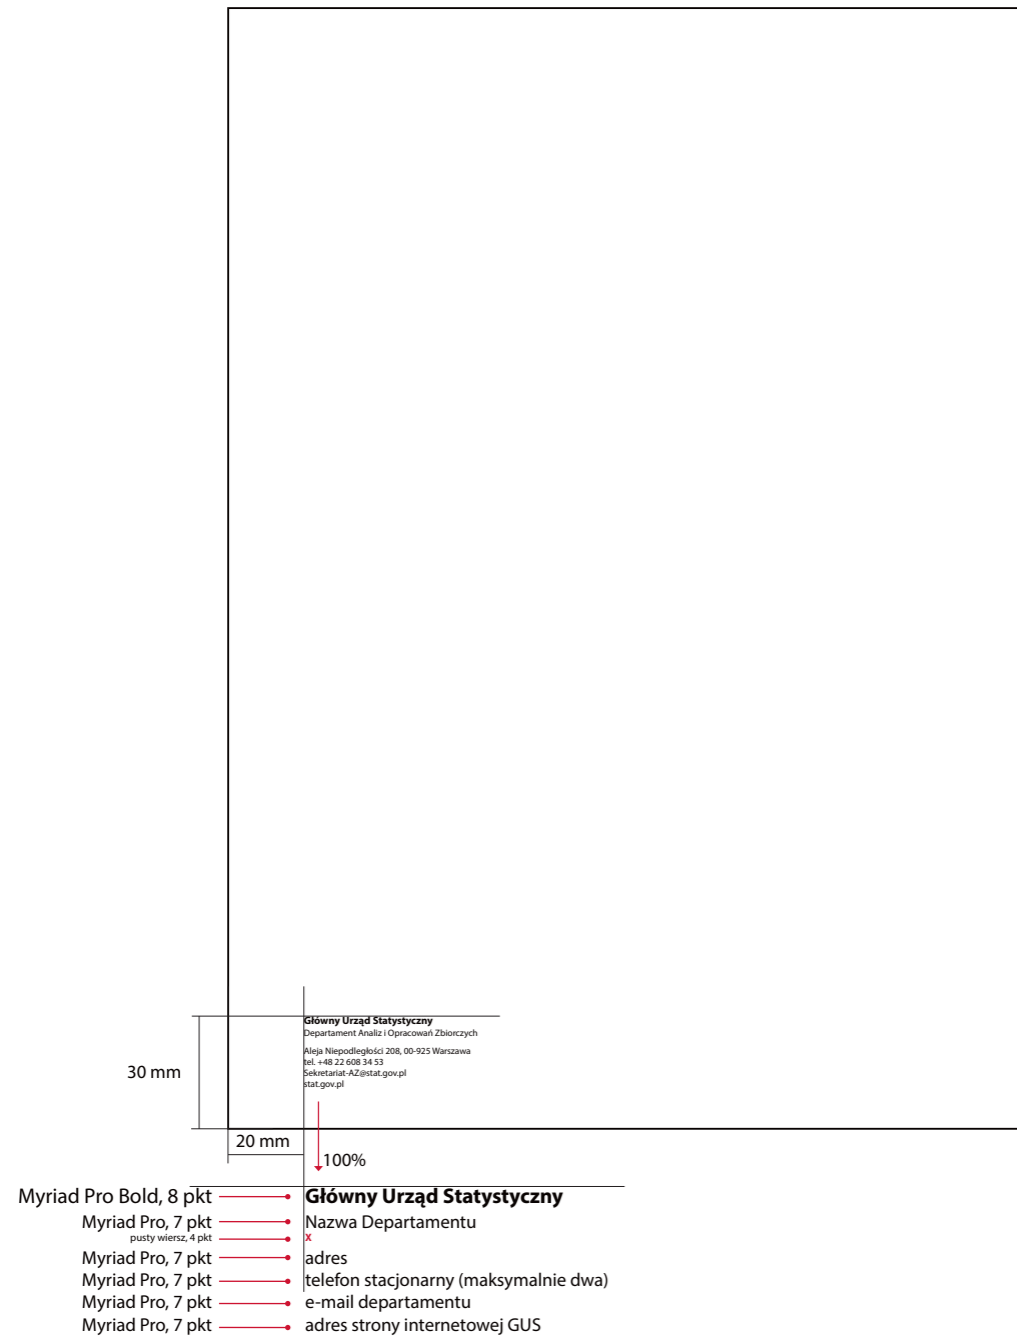 Główny Urząd Statystyczny
Departament Analiz i Opracowań Zbiorczych
Aleja Niepodległości 208, 00-925 Warszawa
tel. +48 22 608 34 53
Sekretariat-AZ@stat.gov.pl
stat.gov.pl
30 mm
20 mm
100%
Myriad Pro Bold, 8 pkt Główny Urząd Statystyczny
Myriad Pro, 7 pkt Nazwa Departamentu
pusty wiersz, 4 pkt x
Myriad Pro, 7 pkt adres
Myriad Pro, 7 pkt telefon stacjonarny (maksymalnie dwa)
Myriad Pro, 7 pkt e-mail departamentu
Myriad Pro, 7 pkt adres strony internetowej GUS